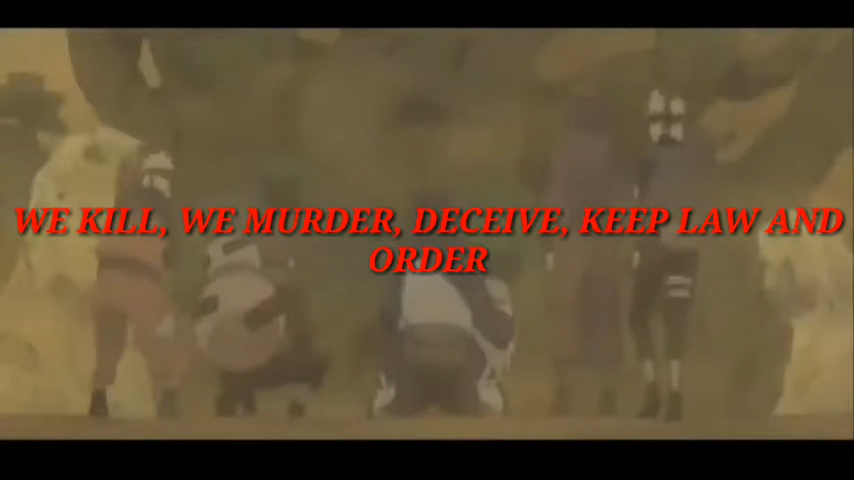 WE KILL, WE MURDER, DECEIVE, KEEP LAW AND
ORDER